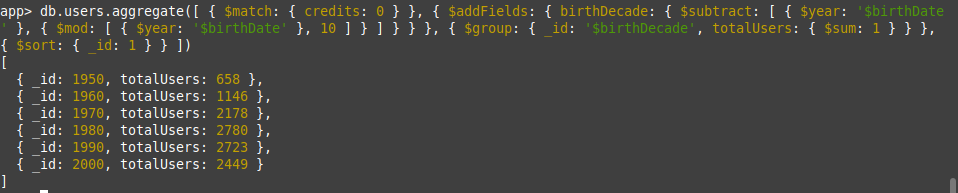 app> db.users.aggregate([ { $match: { credits: 0 } }, { $addFields: { birthDecade: { $subtract: [ { $year: '$birthDate
' }, { $mod: [ { $year: '$birthDate' }, 10 ] } ] } } }, { $group: { _id: '$birthDecade', totalUsers: { $sum: 1 } } },
{ $sort: { _id: 1 } } ])
[
  { _id: 1950, totalUsers: 658 },
  { _id: 1960, totalUsers: 1146 },
  { _id: 1970, totalUsers: 2178 },
  { _id: 1980, totalUsers: 2780 },
  { _id: 1990, totalUsers: 2723 },
  { _id: 2000, totalUsers: 2449 }
]